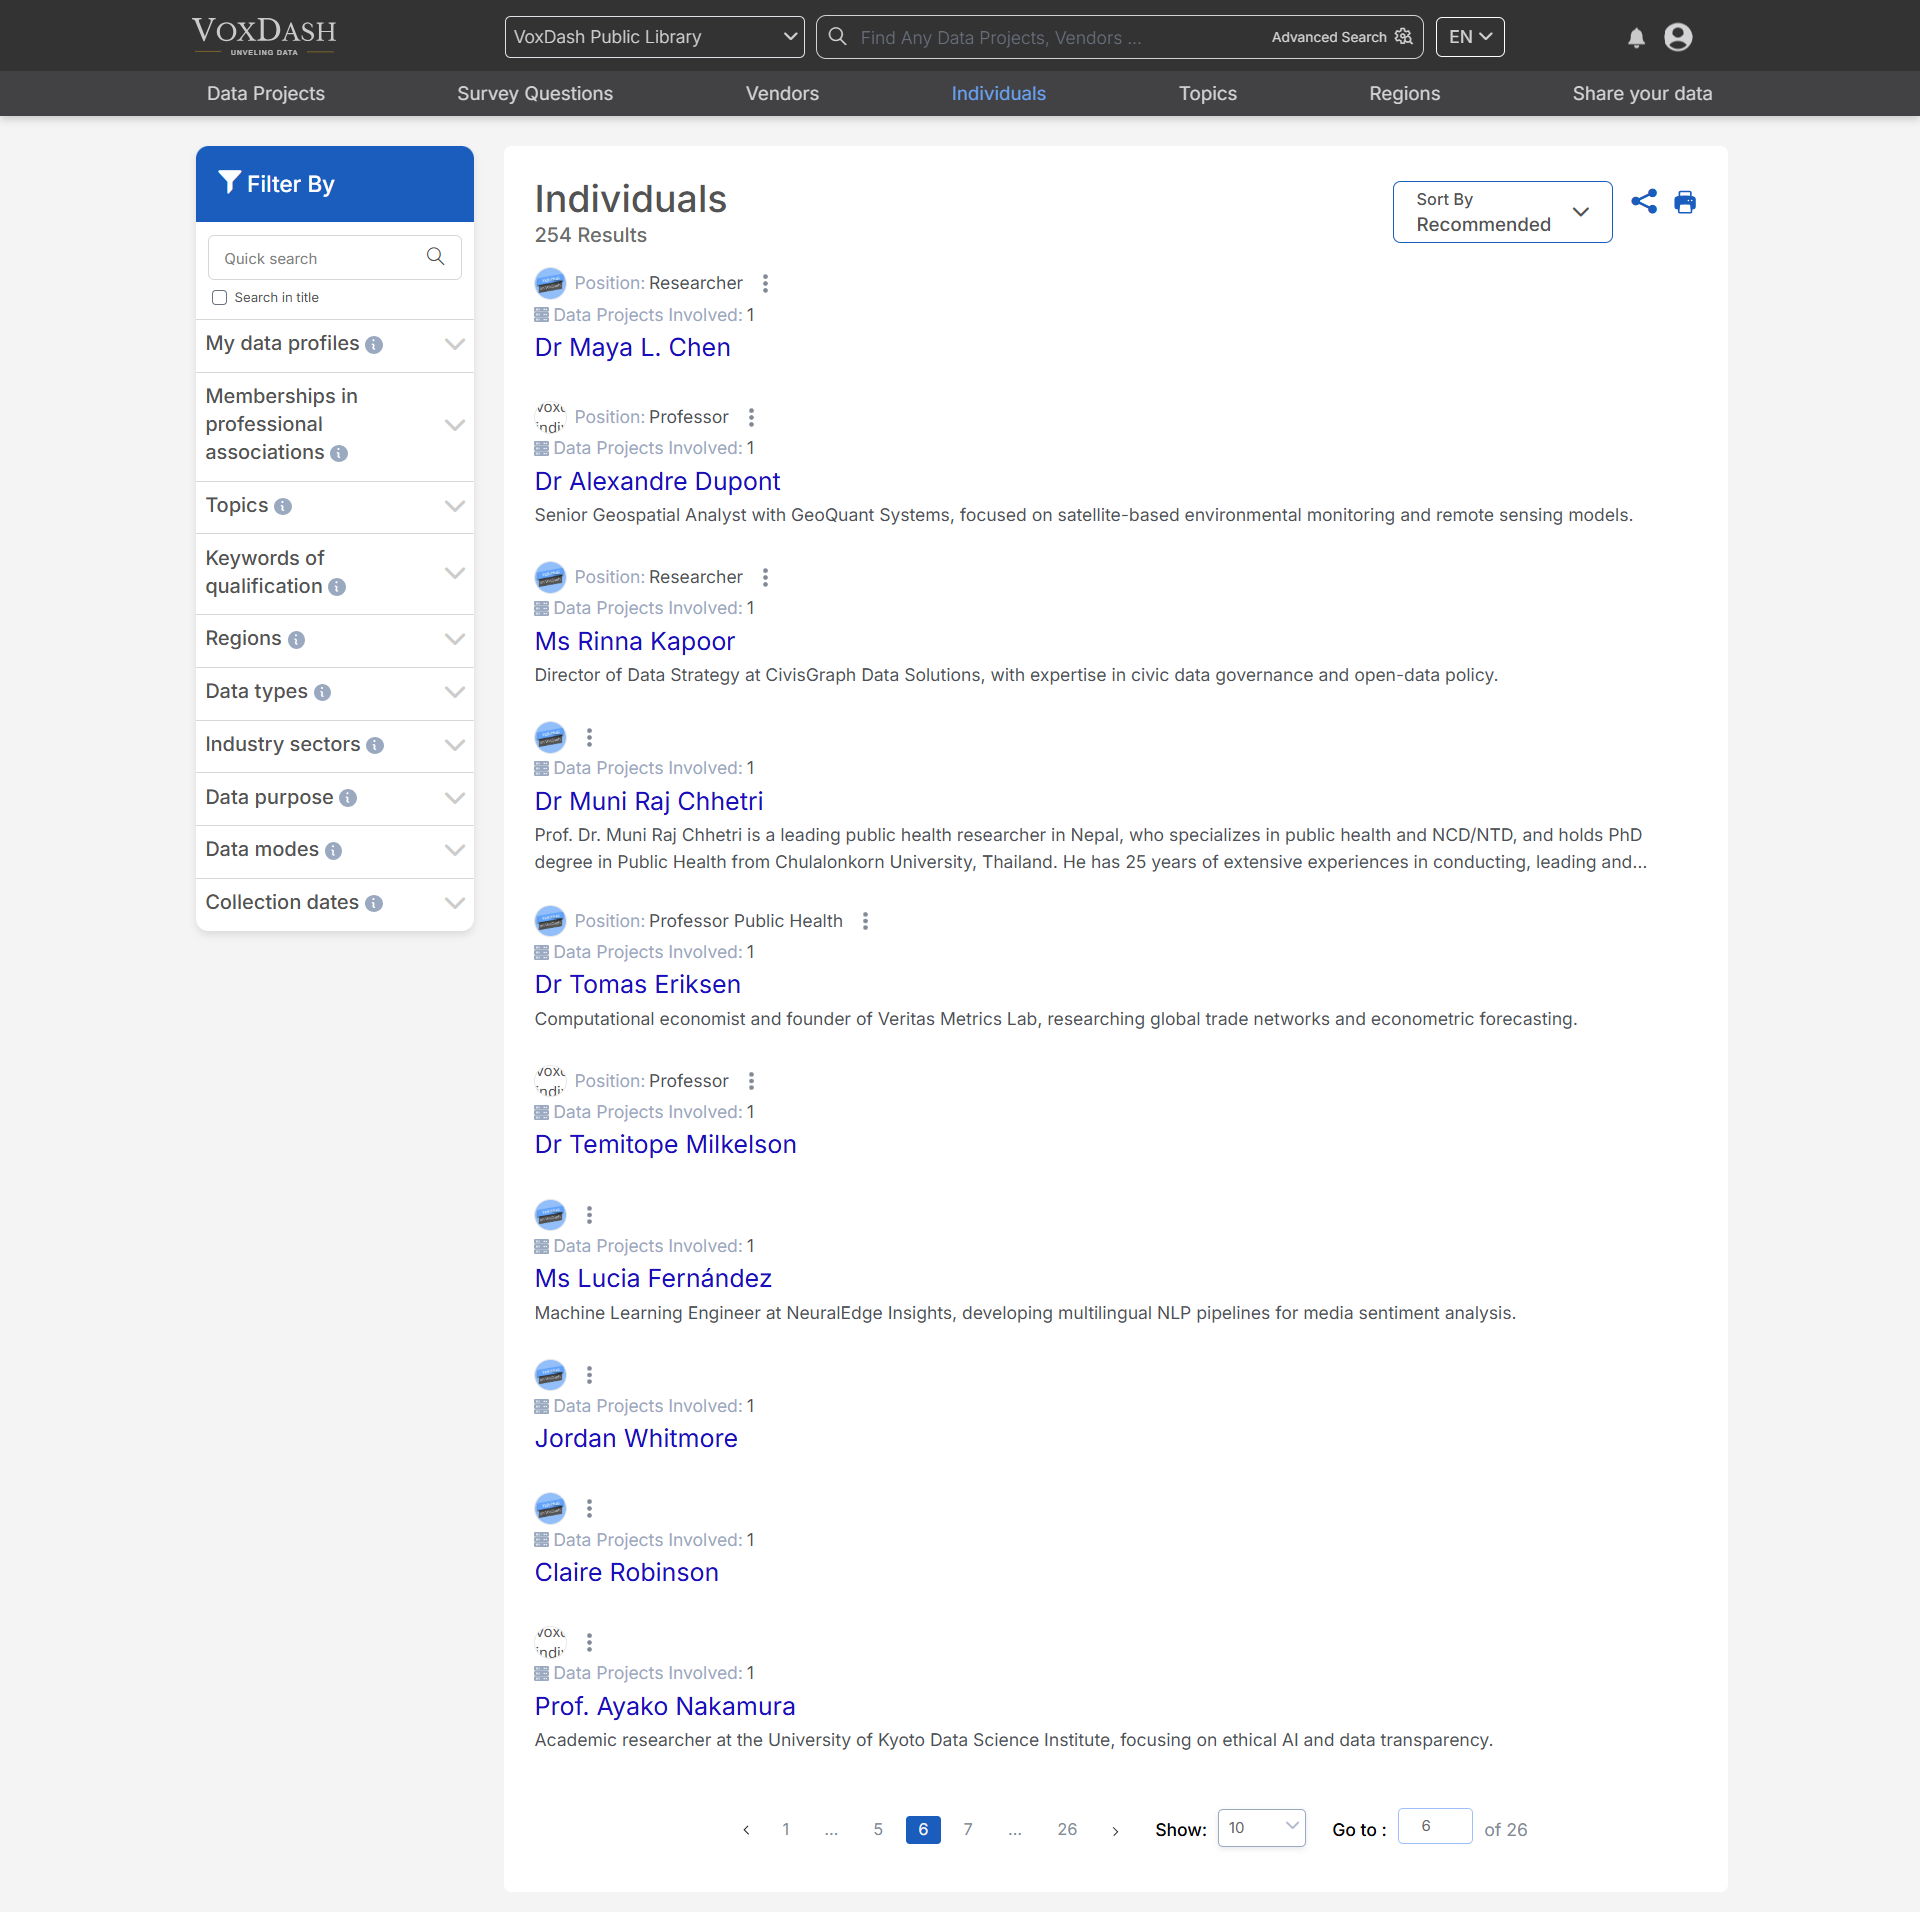 VOXDASH
UNVELING DATA
VoxDash Public Library
Find Any Data Projects, Vendors ...
Advanced Search
EN
Data Projects
Survey Questions
Vendors
Individuals
Topics
Regions
Share your data
Filter By
Quick search
Search in title
My data profiles
Memberships in
professional
associations
Topics
Keywords of
qualification
Regions
Data types
Industry sectors
Data purpose
Data modes
Collection dates
Individuals
254 Results
Sort By
Recommended
Position: Researcher
Data Projects Involved: 1
Dr Maya L. Chen
Position: Professor
Data Projects Involved: 1
Dr Alexandre Dupont
Senior Geospatial Analyst with GeoQuant Systems, focused on satellite-based environmental monitoring and remote sensing models.
Position: Researcher
Data Projects Involved: 1
Ms Rinna Kapoor
Director of Data Strategy at CivisGraph Data Solutions, with expertise in civic data governance and open-data policy.
Data Projects Involved: 1
Dr Muni Raj Chhetri
Prof. Dr. Muni Raj Chhetri is a leading public health researcher in Nepal, who specializes in public health and NCD/NTD, and holds PhD
degree in Public Health from Chulalonkorn University, Thailand. He has 25 years of extensive experiences in conducting, leading and...
Position: Professor Public Health
Data Projects Involved: 1
Dr Tomas Eriksen
Computational economist and founder of Veritas Metrics Lab, researching global trade networks and econometric forecasting.
Position: Professor
Data Projects Involved: 1
Dr Temitope Milkelson
Data Projects Involved: 1
Ms Lucia Fernández
Machine Learning Engineer at NeuralEdge Insights, developing multilingual NLP pipelines for media sentiment analysis.
Data Projects Involved: 1
Jordan Whitmore
Data Projects Involved: 1
Claire Robinson
Data Projects Involved: 1
Prof. Ayako Nakamura
Academic researcher at the University of Kyoto Data Science Institute, focusing on ethical AI and data transparency.
‹ 1 ... 5 6 7 ... 26 › Show: 10 Go to : 6 of 26